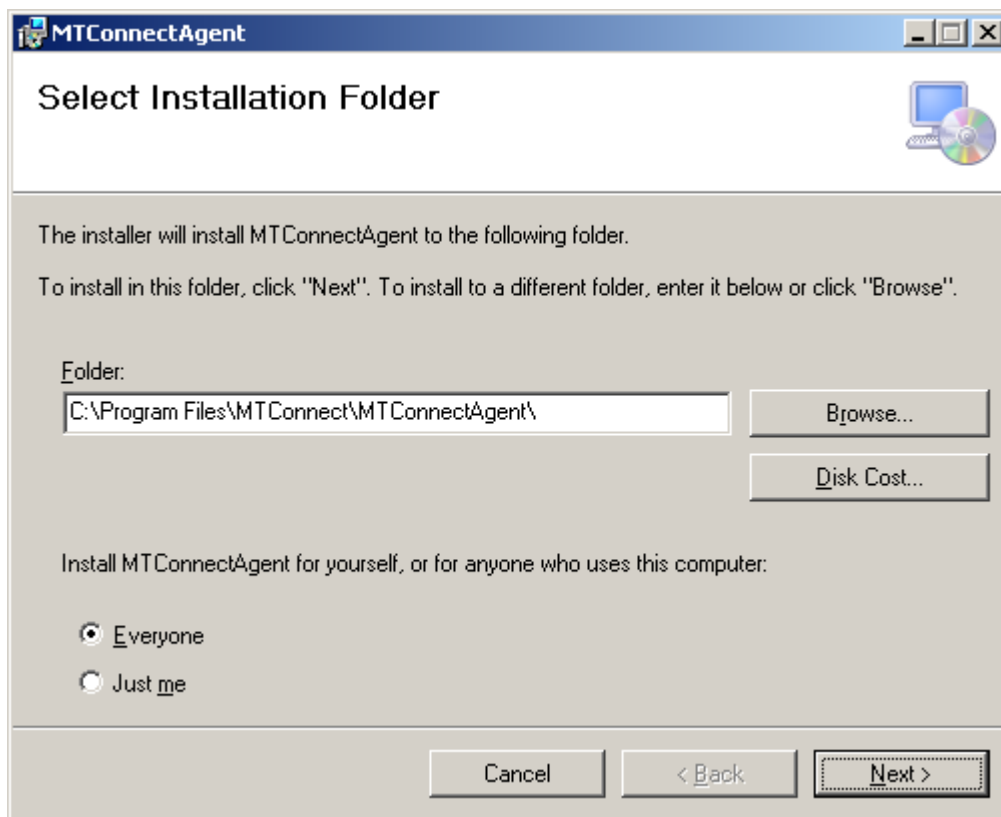 MTConnectAgent
Select Installation Folder
The installer will install MTConnectAgent to the following folder.
To install in this folder, click "Next". To install to a different folder, enter it below or click "Browse".
Folder:
C:\Program Files\MTConnect\MTConnectAgent\
Browse...
Disk Cost...
Install MTConnectAgent for yourself, or for anyone who uses this computer:
Everyone
Just me
Cancel
< Back
Next >